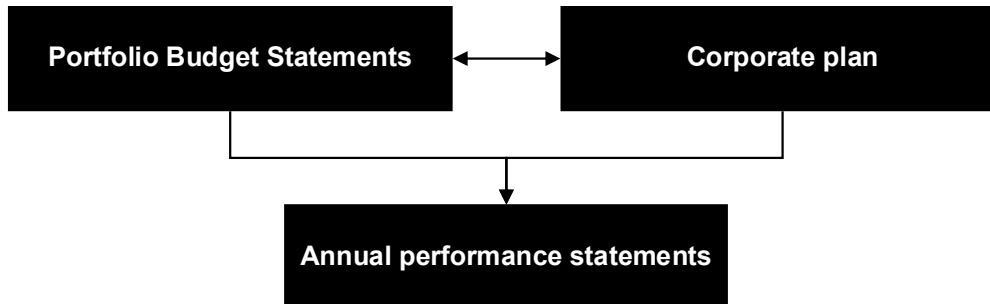 Portfolio Budget Statements
Corporate plan
Annual performance statements